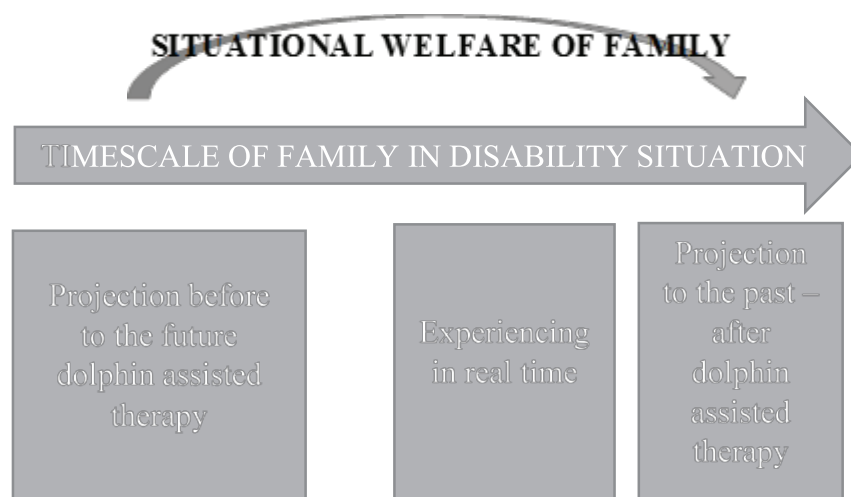 SITUATIONAL WELFARE OF FAMILY
TIMESCALE OF FAMILY IN DISABILITY SITUATION
Projection before
to the future
dolphin assisted
therapy
Experiencing
in real time
Projection
to the past –
after
dolphin
assisted
therapy